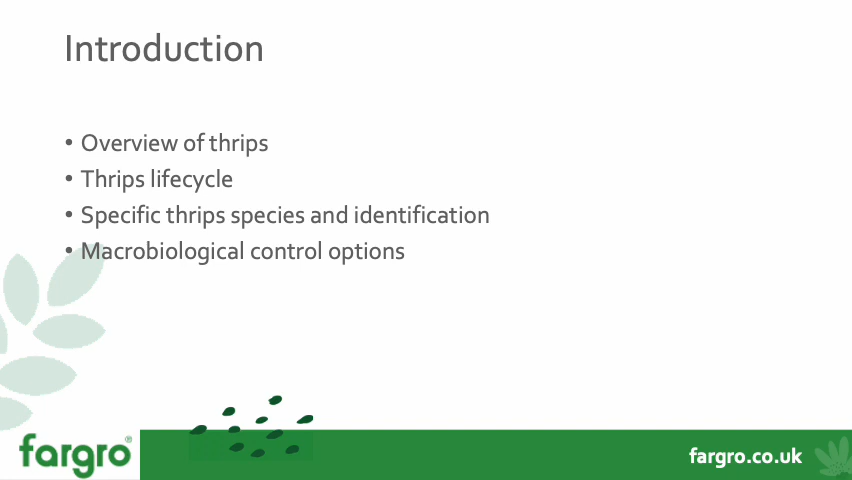 Introduction
• Overview of thrips
• Thrips lifecycle
• Specific thrips species and identification
• Macrobiological control options
fargro®
fargro.co.uk